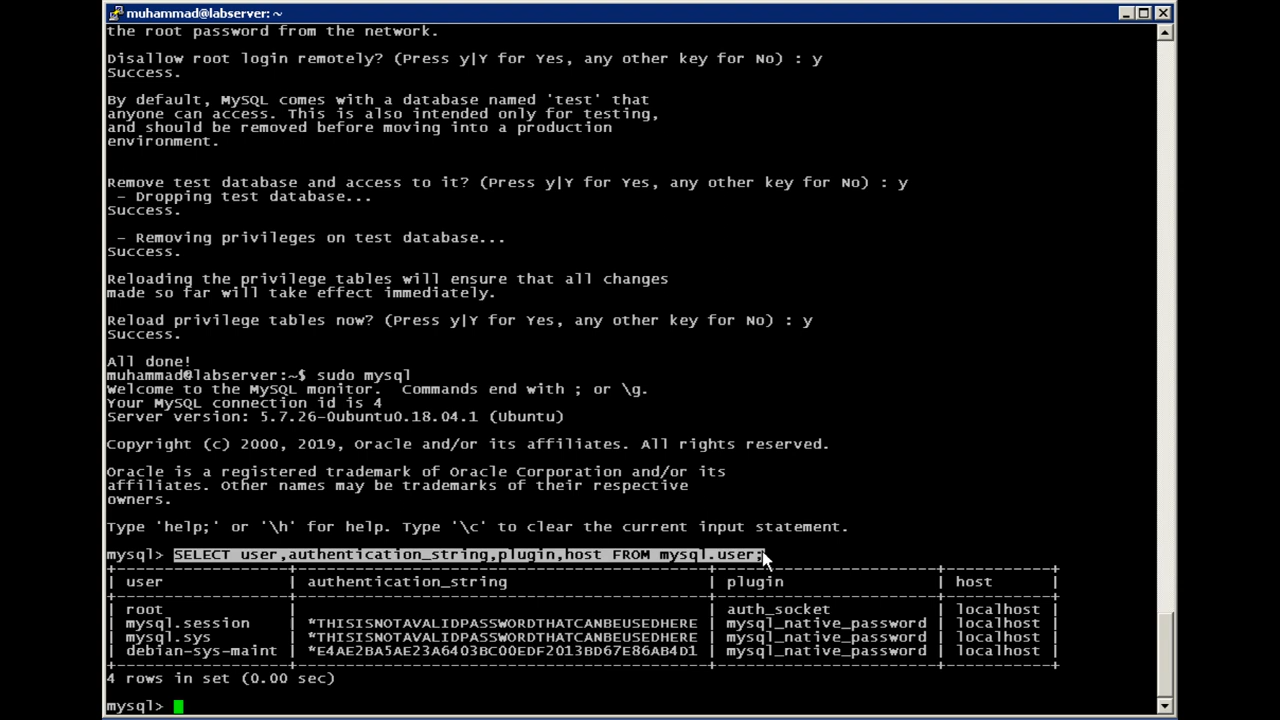 muhammad@labserver: ~
the root password from the network.
Disallow root login remotely? (Press y|Y for Yes, any other key for No) : y
Success.
By default, MySQL comes with a database named 'test' that
anyone can access. This is also intended only for testing,
and should be removed before moving into a production
environment.
Remove test database and access to it? (Press y|Y for Yes, any other key for No) : y
- Dropping test database...
Success.
- Removing privileges on test database...
Success.
Reloading the privilege tables will ensure that all changes
made so far will take effect immediately.
Reload privilege tables now? (Press y|Y for Yes, any other key for No) : y
Success.
All done!
muhammad@labserver:~$ sudo mysql
Welcome to the MySQL monitor.  Commands end with ; or \g.
Your MySQL connection id is 4
Server version: 5.7.26-0ubuntu0.18.04.1 (Ubuntu)
Copyright (c) 2000, 2019, Oracle and/or its affiliates. All rights reserved.
Oracle is a registered trademark of Oracle Corporation and/or its
affiliates. Other names may be trademarks of their respective
owners.
Type 'help;' or '\h' for help. Type '\c' to clear the current input statement.
mysql> SELECT user,authentication_string,plugin,host FROM mysql.user;
| user | authentication_string | plugin | host |
| root | | auth_socket | localhost |
| mysql.session | *THISISNOTAVALIDPASSWORDTHATCANBEUSEDHERE | mysql_native_password | localhost |
| mysql.sys | *THISISNOTAVALIDPASSWORDTHATCANBEUSEDHERE | mysql_native_password | localhost |
| debian-sys-maint | *E4AE2BA5AE23A6403BC00EDF2013BD67E86AB4D1 | mysql_native_password | localhost |
4 rows in set (0.00 sec)
mysql>